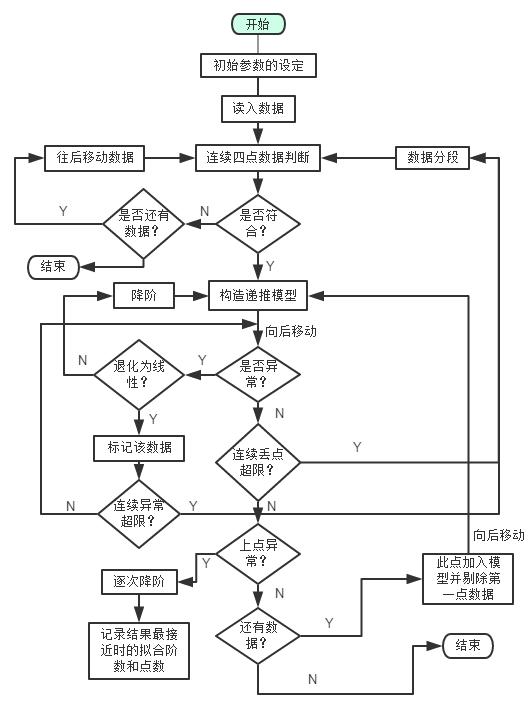 开始
初始参数的设定
读入数据
往后移动数据
连续四点数据判断
数据分段
Y
是否还有
数据？
N
是否符
合？
结束
Y
降阶
构造递推模型
向后移动
N
退化为线
性？
Y
是否异
常？
Y
N
标记该数据
连续丢点
超限？
Y
N
连续异常
超限？
Y
N
上点异
常？
向后移动
Y
逐次降阶
N
此点加入模
型并剔除第
一点数据
记录结果最接
近时的拟合阶
数和点数
还有数
据？
Y
结束
N